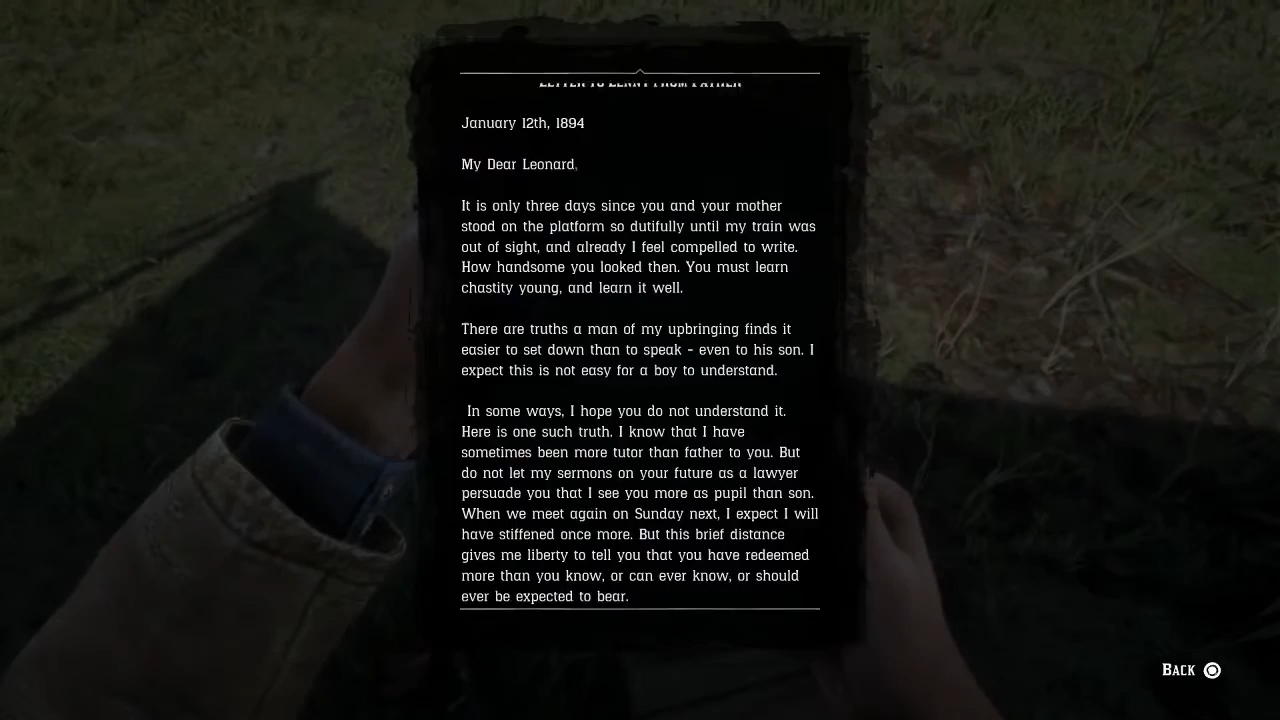 LETTER TO LENNY FROM FATHER
January 12th, 1894
My Dear Leonard,
It is only three days since you and your mother
stood on the platform so dutifully until my train was
out of sight, and already I feel compelled to write.
How handsome you looked then. You must learn
chastity young, and learn it well.
There are truths a man of my upbringing finds it
easier to set down than to speak - even to his son. I
expect this is not easy for a boy to understand.
In some ways, I hope you do not understand it.
Here is one such truth. I know that I have
sometimes been more tutor than father to you. But
do not let my sermons on your future as a lawyer
persuade you that I see you more as pupil than son.
When we meet again on Sunday next, I expect I will
have stiffened once more. But this brief distance
gives me liberty to tell you that you have redeemed
more than you know, or can ever know, or should
ever be expected to bear.
BACK